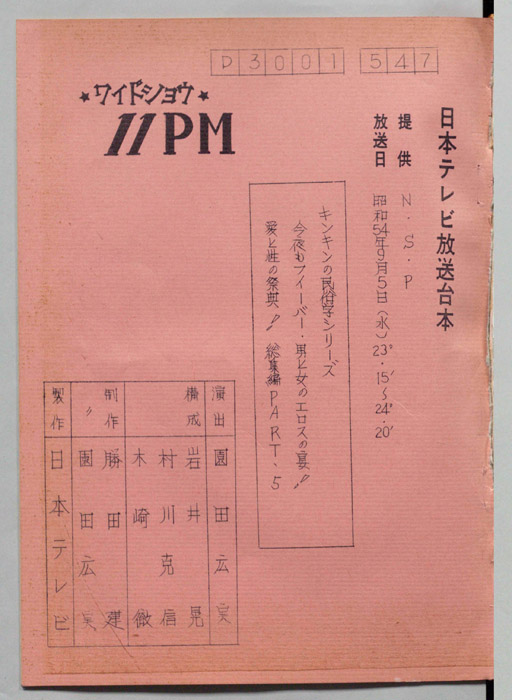 D3001 547
★ワイドショウ★
11PM
日本テレビ放送台本
提供 N.S.P
放送日 昭和54年9月5日(水)23°・15′〜24°・20′
キンキンの民俗学シリーズ
今夜もフィーバー・男と女のエロスの宴!!
愛と性の祭典!! 総集編PART、5
演出 園田広実
構成 岩井晃
村川克信
木崎徹
制作 勝田建
〃 園田広実
製作 日本テレビ